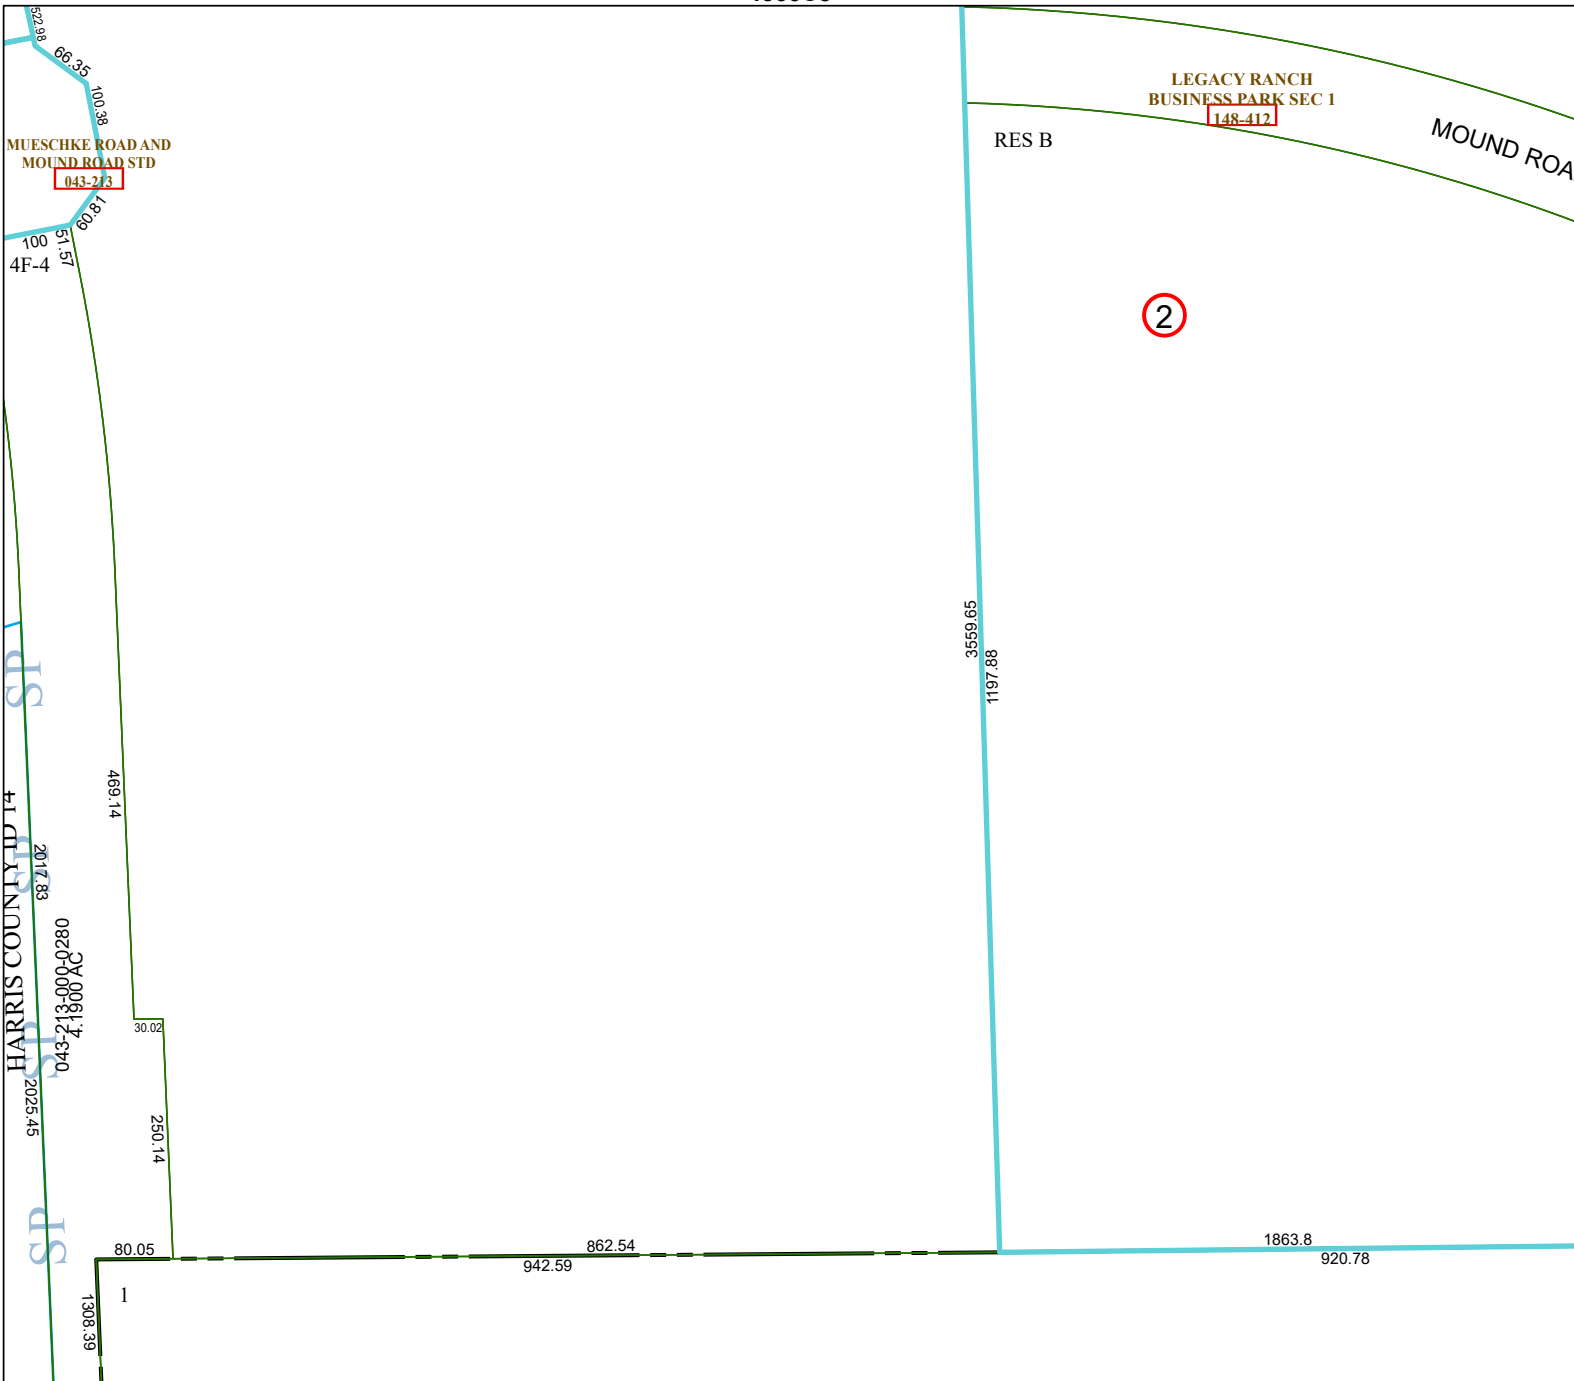 522.98
66.35
100.38
MUESCHKE ROAD AND
MOUND ROAD STD
043-213
60.81
100
51.57
4F-4
LEGACY RANCH
BUSINESS PARK SEC 1
148-412
RES B
MOUND ROA
2
3559.65
1197.88
SP
469.14
HARRIS COUNTY ID 14
SP
2017.83
043-213-000-0280
4.1900 AC
SP
30.02
2025.45
250.14
SP
80.05
862.54
942.59
1863.8
920.78
1
1308.39